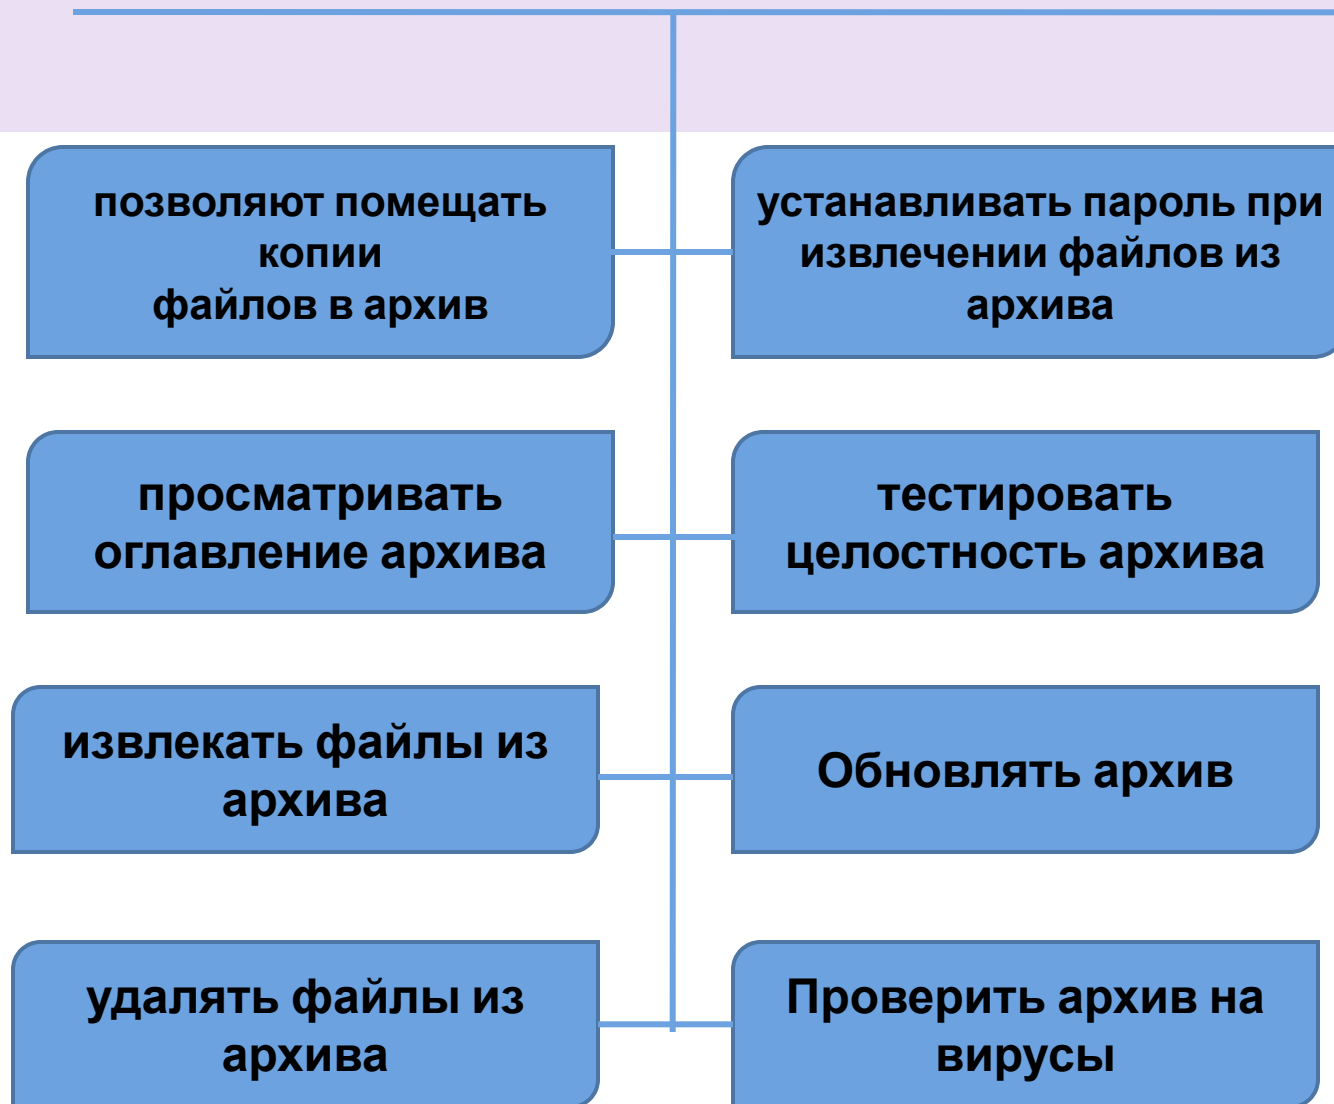 позволяют помещать
копии
файлов в архив
устанавливать пароль при
извлечении файлов из
архива
просматривать
оглавление архива
тестировать
целостность архива
извлекать файлы из
архива
Обновлять архив
удалять файлы из
архива
Проверить архив на
вирусы